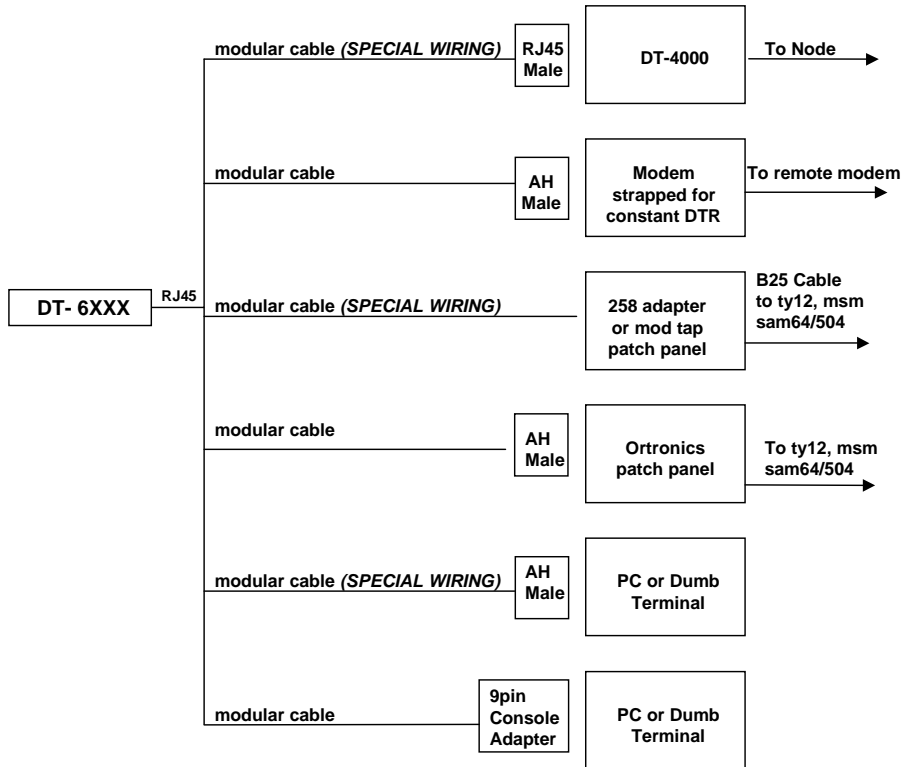 modular cable (SPECIAL WIRING)
RJ45
Male
DT-4000
To Node
modular cable
AH
Male
Modem
strapped for
constant DTR
To remote modem
DT- 6XXX
RJ45
modular cable (SPECIAL WIRING)
258 adapter
or mod tap
patch panel
B25 Cable
to ty12, msm
sam64/504
modular cable
AH
Male
Ortronics
patch panel
To ty12, msm
sam64/504
modular cable (SPECIAL WIRING)
AH
Male
PC or Dumb
Terminal
modular cable
9pin
Console
Adapter
PC or Dumb
Terminal